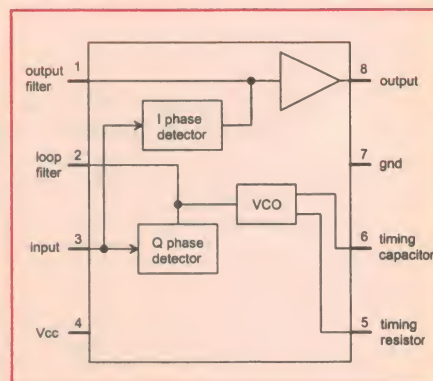 output
filter
1
8
output
I phase
detector
loop
filter
2
7
gnd
VCO
input
3
Q phase
detector
6
timing
capacitor
Vcc
4
5
timing
resistor